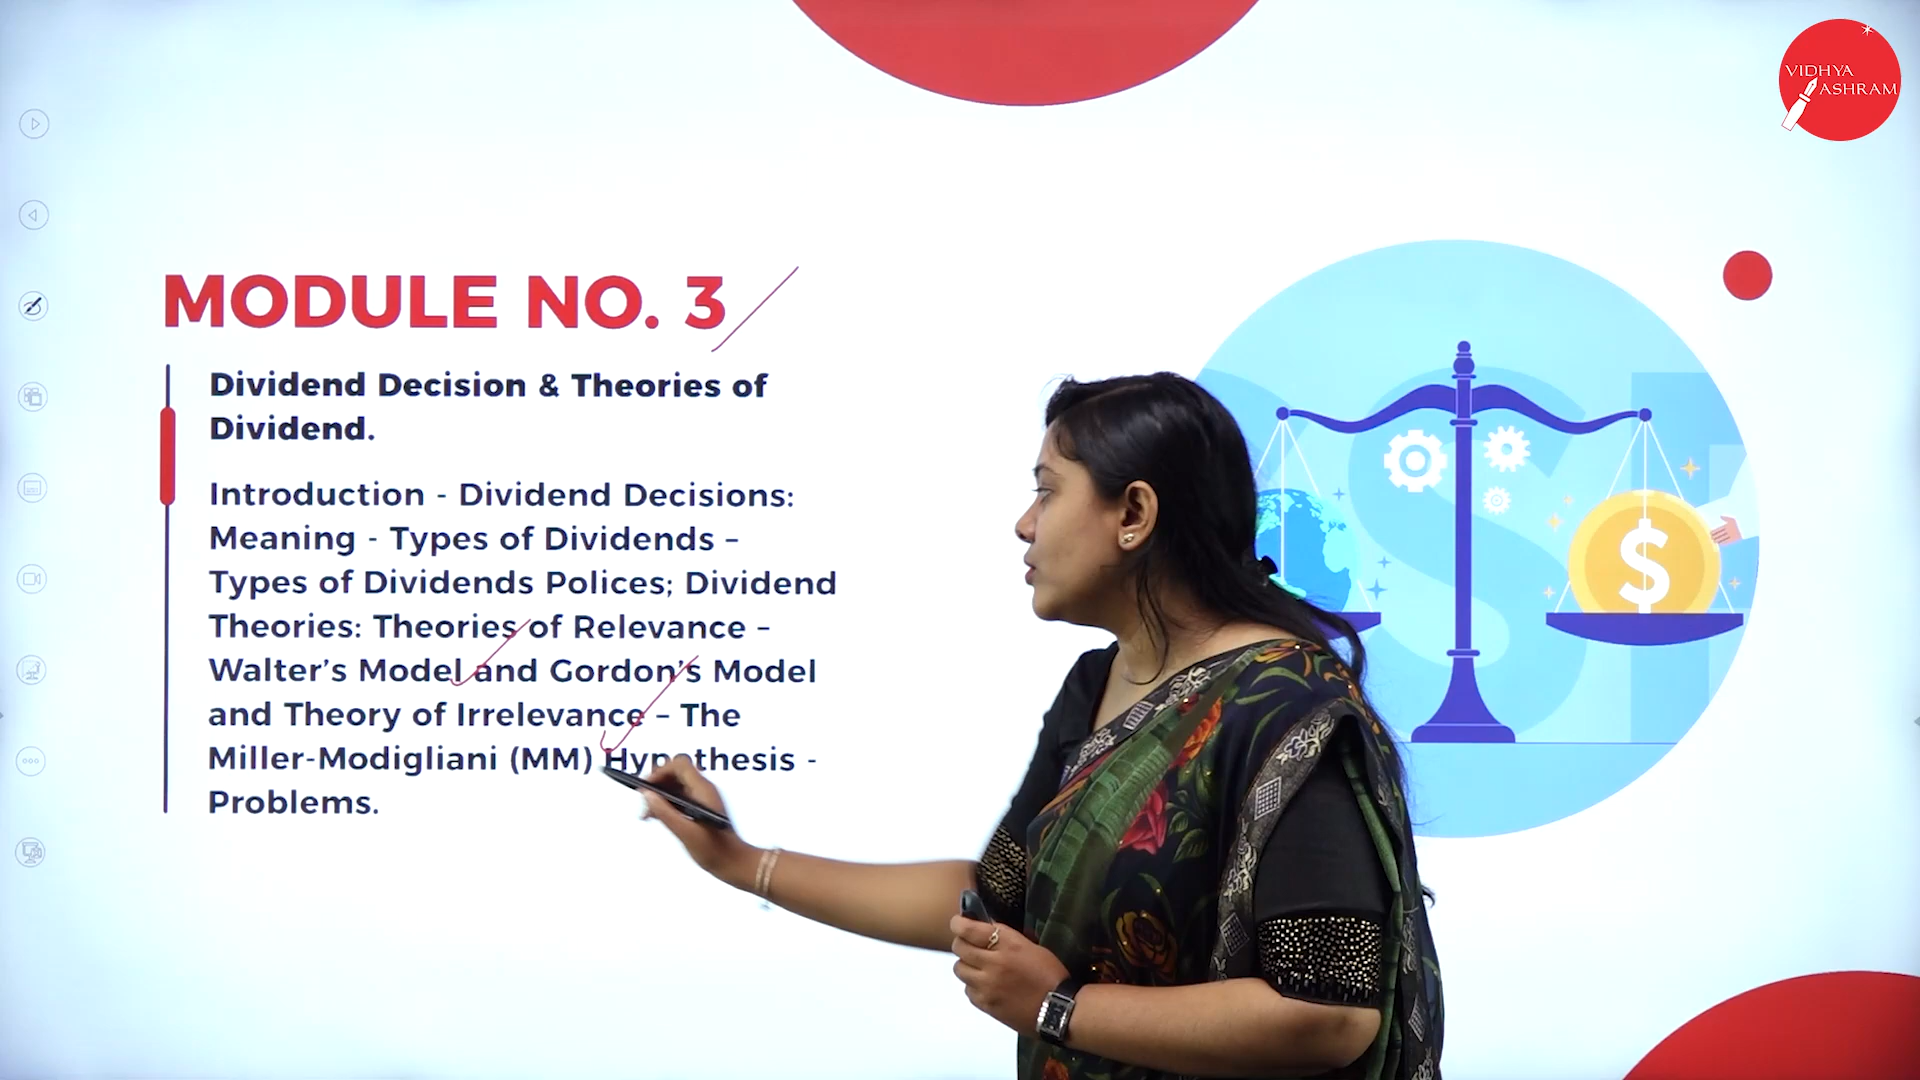 VIDHYA
ASHRAM
MODULE NO. 3
Dividend Decision & Theories of
Dividend.
Introduction - Dividend Decisions:
Meaning - Types of Dividends –
Types of Dividends Polices; Dividend
Theories: Theories of Relevance –
Walter's Model and Gordon's Model
and Theory of Irrelevance – The
Miller-Modigliani (MM) Hypothesis -
Problems.
$